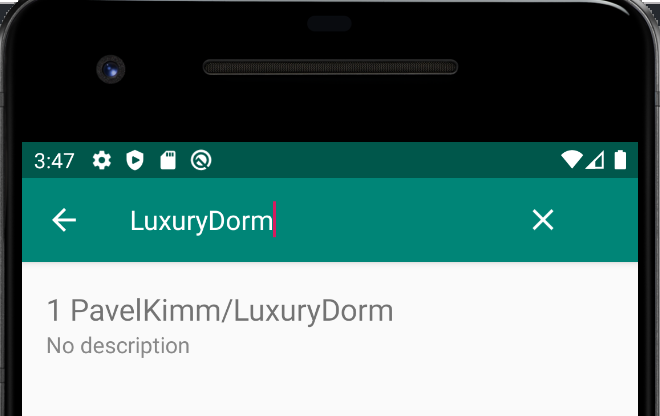 3:47
LuxuryDorm
1 PavelKimm/LuxuryDorm
No description